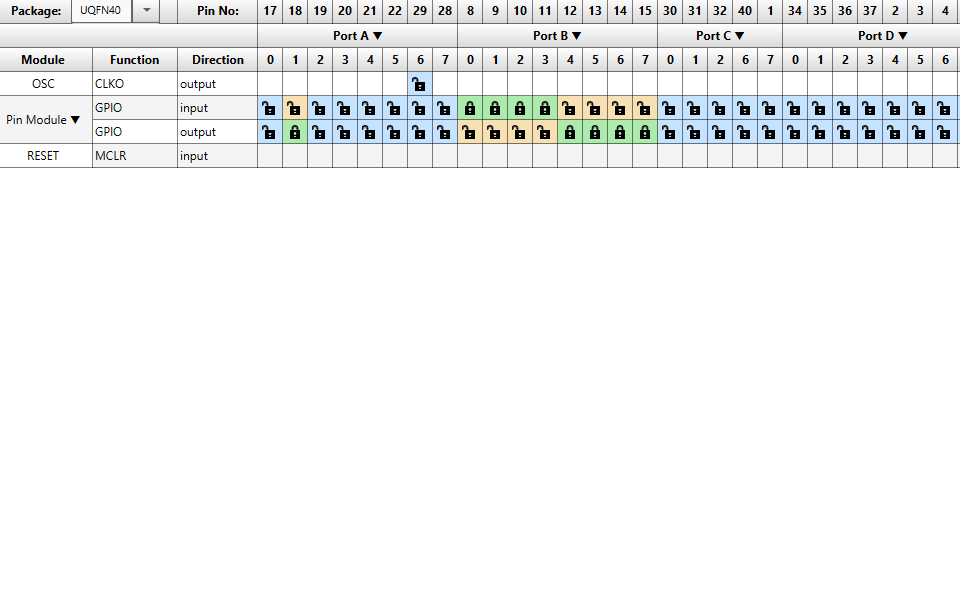 Package: UQFN40 Pin No: 17 18 19 20 21 22 29 28 8 9 10 11 12 13 14 15 30 31 32 40 1 34 35 36 37 2 3 4
Port A ▼ Port B ▼ Port C ▼ Port D ▼
Module Function Direction 0 1 2 3 4 5 6 7 0 1 2 3 4 5 6 7 0 1 2 6 7 0 1 2 3 4 5 6
OSC CLKO output
Pin Module ▼ GPIO input
GPIO output
RESET MCLR input